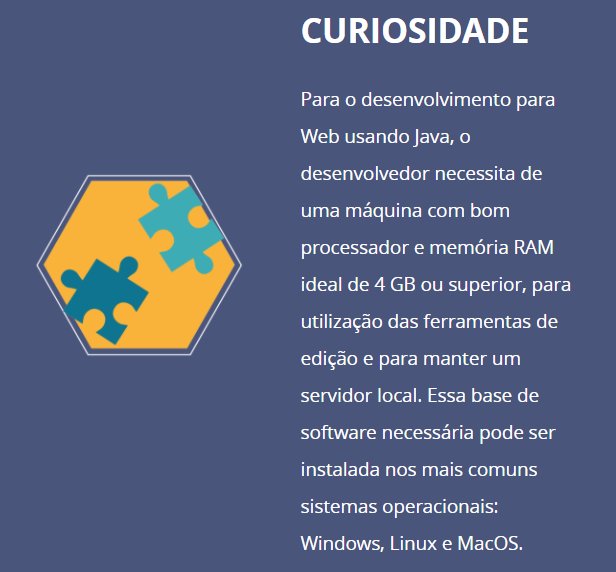 CURIOSIDADE
Para o desenvolvimento para
Web usando Java, o
desenvolvedor necessita de
uma máquina com bom
processador e memória RAM
ideal de 4 GB ou superior, para
utilização das ferramentas de
edição e para manter um
servidor local. Essa base de
software necessária pode ser
instalada nos mais comuns
sistemas operacionais:
Windows, Linux e MacOS.